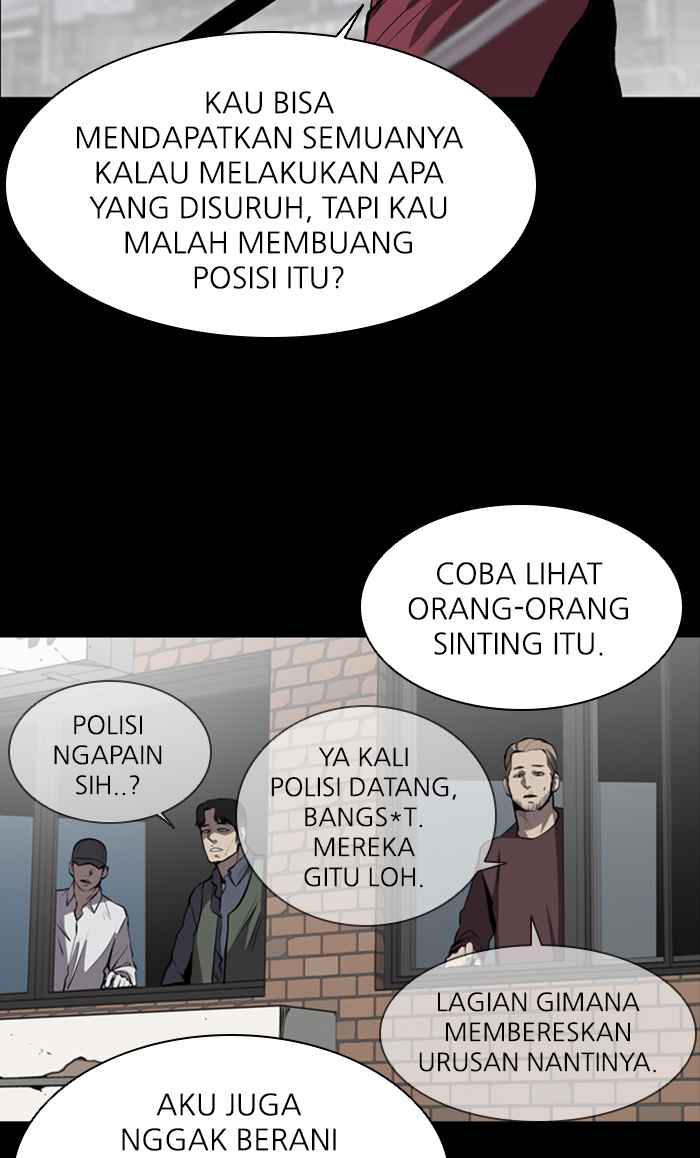 KAU BISA
MENDAPATKAN SEMUANYA
KALAU MELAKUKAN APA
YANG DISURUH, TAPI KAU
MALAH MEMBUANG
POSISI ITU?
COBA LIHAT
ORANG-ORANG
SINTING ITU.
POLISI
NGAPAIN
SIH..?
YA KALI
POLISI DATANG,
BANGS*T.
MEREKA
GITU LOH.
LAGIAN GIMANA
MEMBERESKAN
URUSAN NANTINYA.
AKU JUGA
NGGAK BERANI